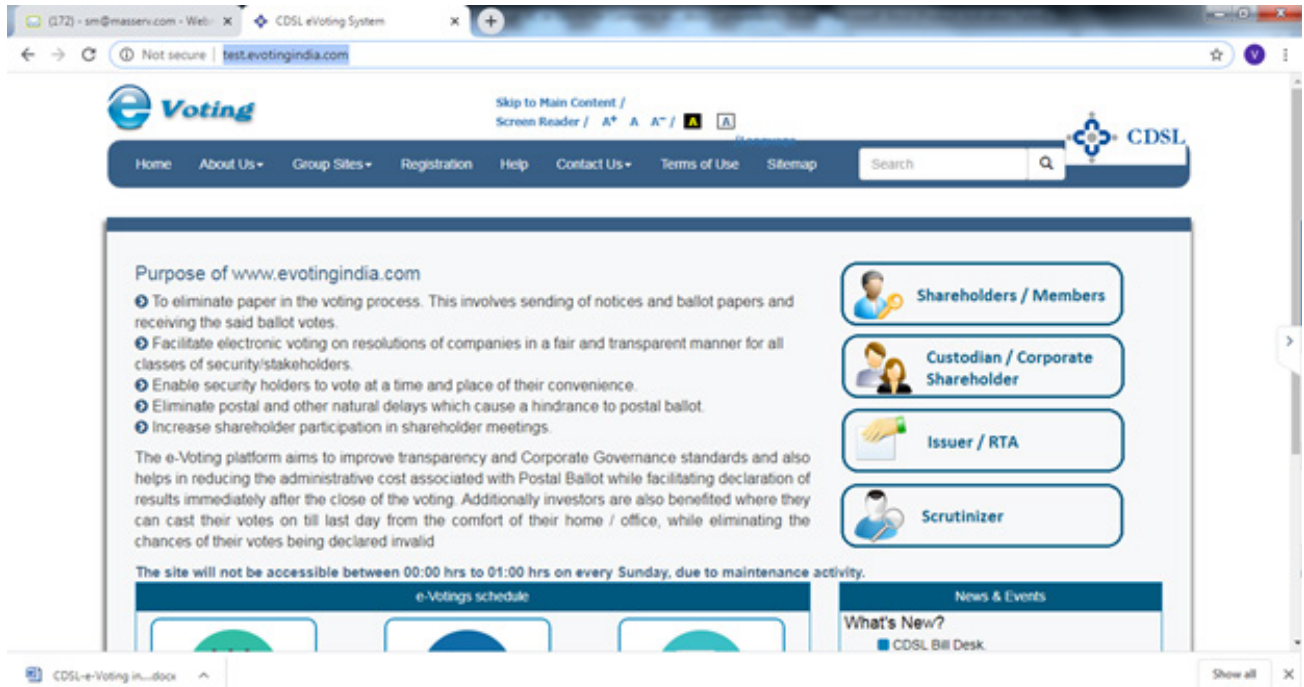 (172) - sm@masserv.com - Web
CDSL eVoting System
Not secure | test.evotingindia.com
V
e Voting
Skip to Main Content /
Screen Reader / A+ A A- / A A
CDSL
Home About Us Group Sites Registration Help Contact Us Terms of Use Sitemap Search
Purpose of www.evotingindia.com
To eliminate paper in the voting process. This involves sending of notices and ballot papers and
receiving the said ballot votes.
Facilitate electronic voting on resolutions of companies in a fair and transparent manner for all
classes of security/stakeholders.
Enable security holders to vote at a time and place of their convenience.
Eliminate postal and other natural delays which cause a hindrance to postal ballot.
Increase shareholder participation in shareholder meetings.
The e-Voting platform aims to improve transparency and Corporate Governance standards and also
helps in reducing the administrative cost associated with Postal Ballot while facilitating declaration of
results immediately after the close of the voting. Additionally investors are also benefited where they
can cast their votes on till last day from the comfort of their home / office, while eliminating the
chances of their votes being declared invalid
Shareholders / Members
Custodian / Corporate
Shareholder
Issuer / RTA
Scrutinizer
The site will not be accessible between 00:00 hrs to 01:00 hrs on every Sunday, due to maintenance activity.
e-Votings schedule
News & Events
What's New?
CDSL Bill Desk.
CDSL-e-Voting in....docx
Show all